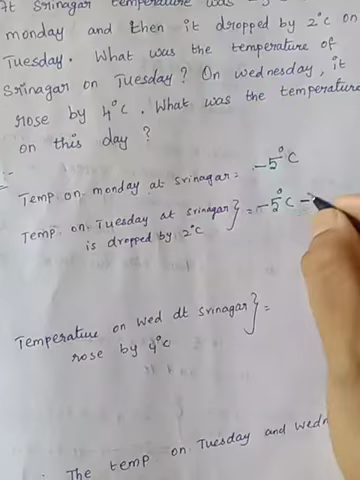 At Srinagar temperature was -5
monday and then it dropped by 2°C on
Tuesday. What was the temperature of
Srinagar on Tuesday? On wednesday, it
rose by 4°C. What was the temperature
on this day?
Temp on monday at srinagar = -5°C
Temp. on Tuesday at srinagar } = -5°C -
is dropped by 2°C
Temperature on wed at srinagar } =
rose by 4°C
The temp on Tuesday and wedn